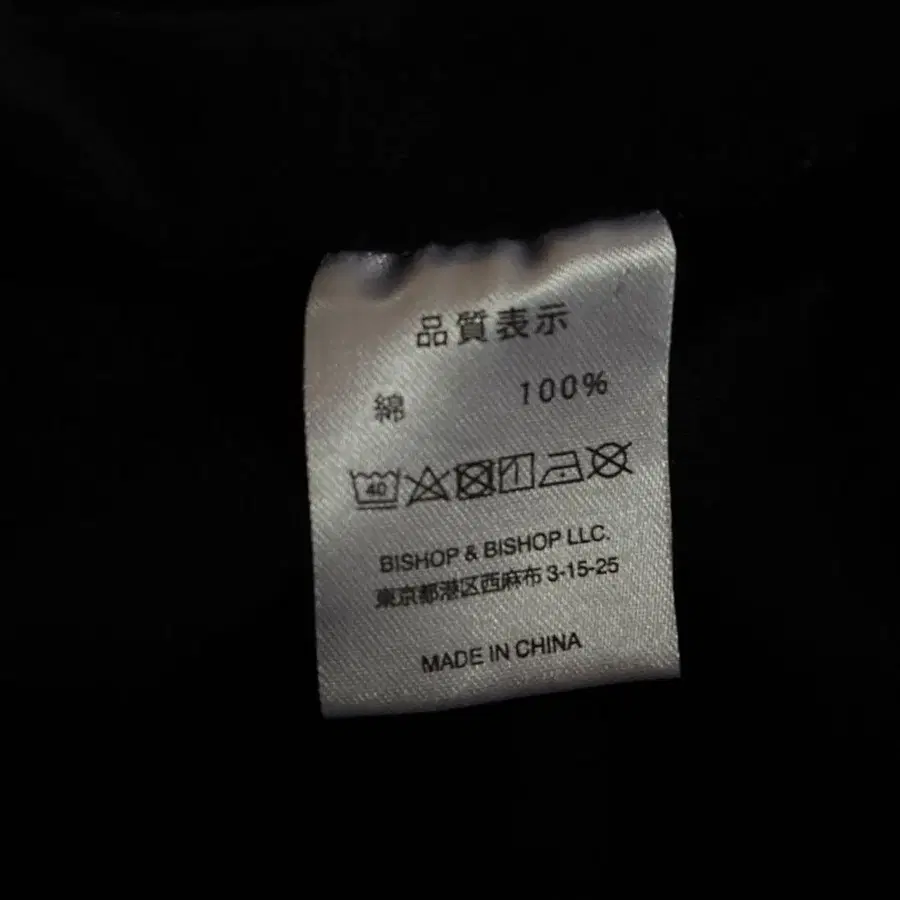 品質表示
綿 100%
40
BISHOP & BISHOP LLC.
東京都港区西麻布 3-15-25
MADE IN CHINA